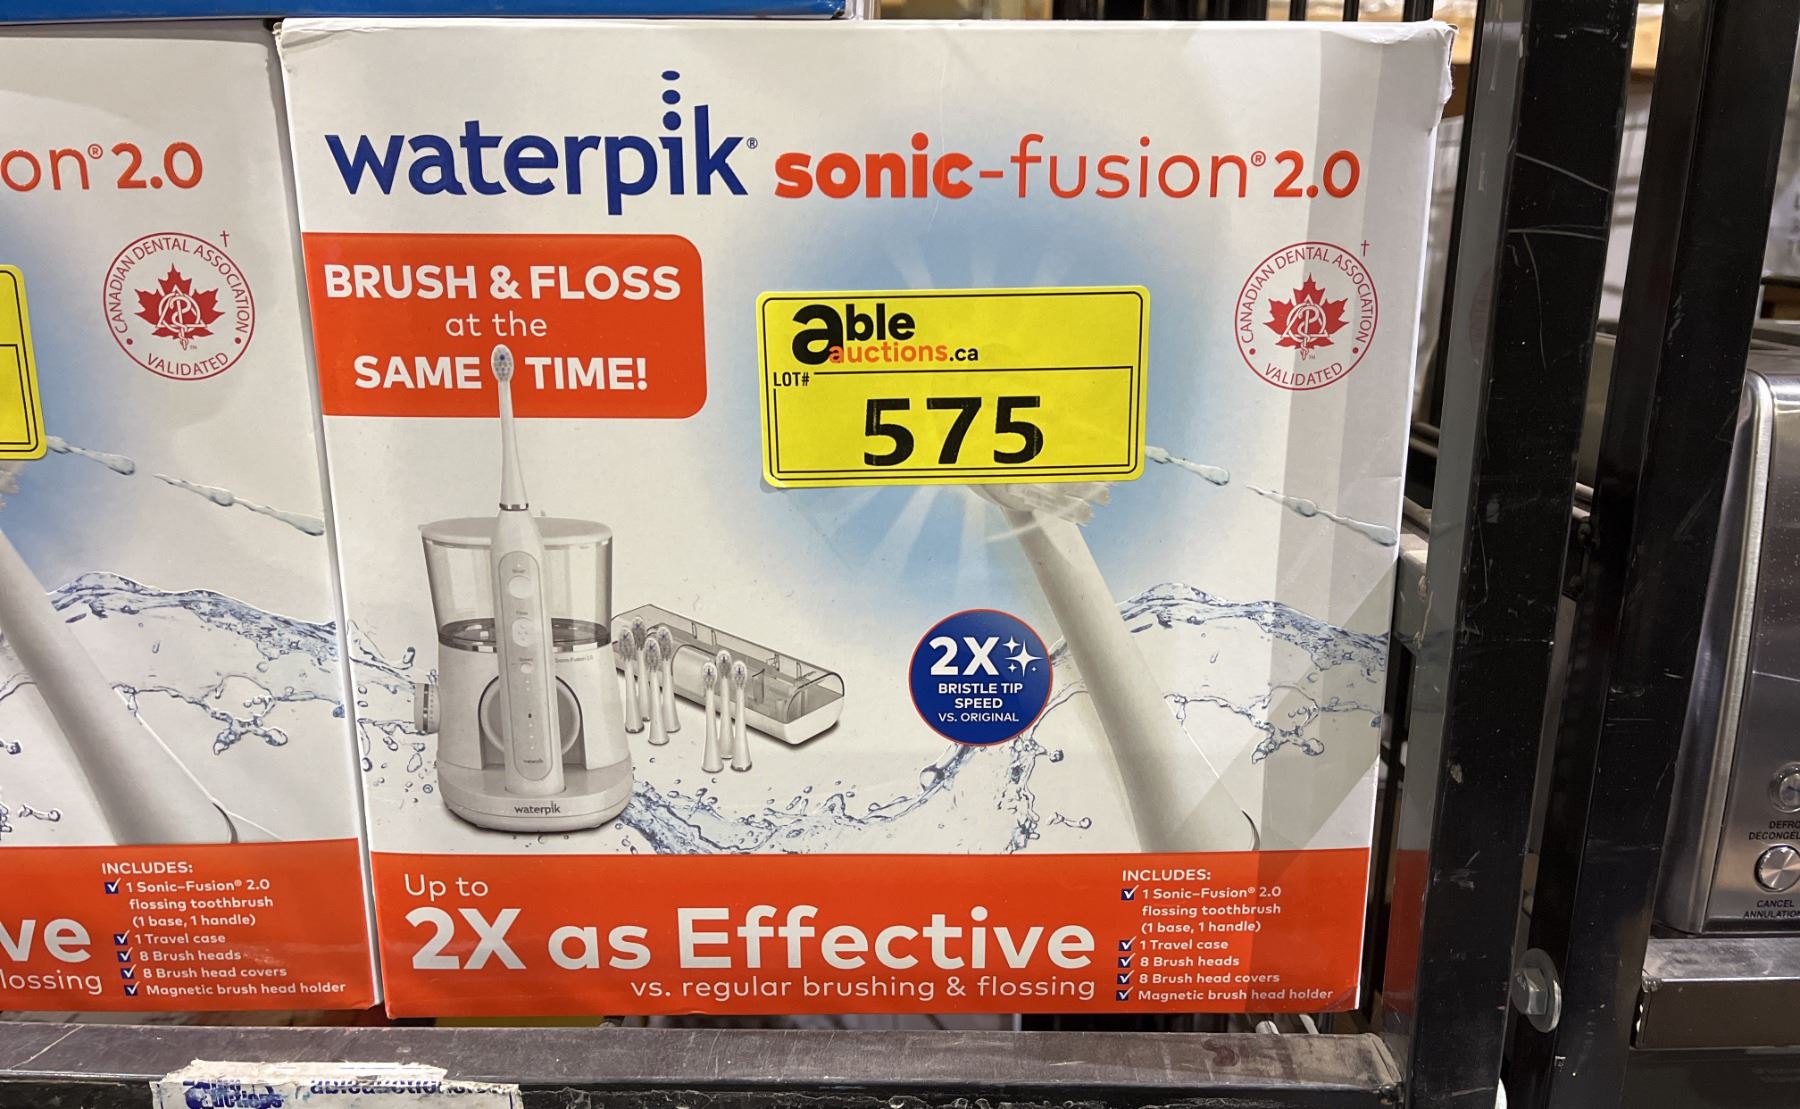 waterpik® sonic-fusion® 2.0
BRUSH & FLOSS
at the
SAME TIME!
able
auctions.ca
LOT#
575
CANADIAN DENTAL ASSOCIATION †
VALIDATED
2X
BRISTLE TIP
SPEED
VS. ORIGINAL
waterpik
Up to
2X as Effective
vs. regular brushing & flossing
INCLUDES:
1 Sonic-Fusion® 2.0
flossing toothbrush
(1 base, 1 handle)
1 Travel case
8 Brush heads
8 Brush head covers
Magnetic brush head holder
on® 2.0
CANADIAN DENTAL ASSOCIATION †
VALIDATED
ve
lossing
INCLUDES:
1 Sonic-Fusion® 2.0
flossing toothbrush
(1 base, 1 handle)
1 Travel case
8 Brush heads
8 Brush head covers
Magnetic brush head holder
DEFRO
DECONGEL
CANCEL
ANNULATIO